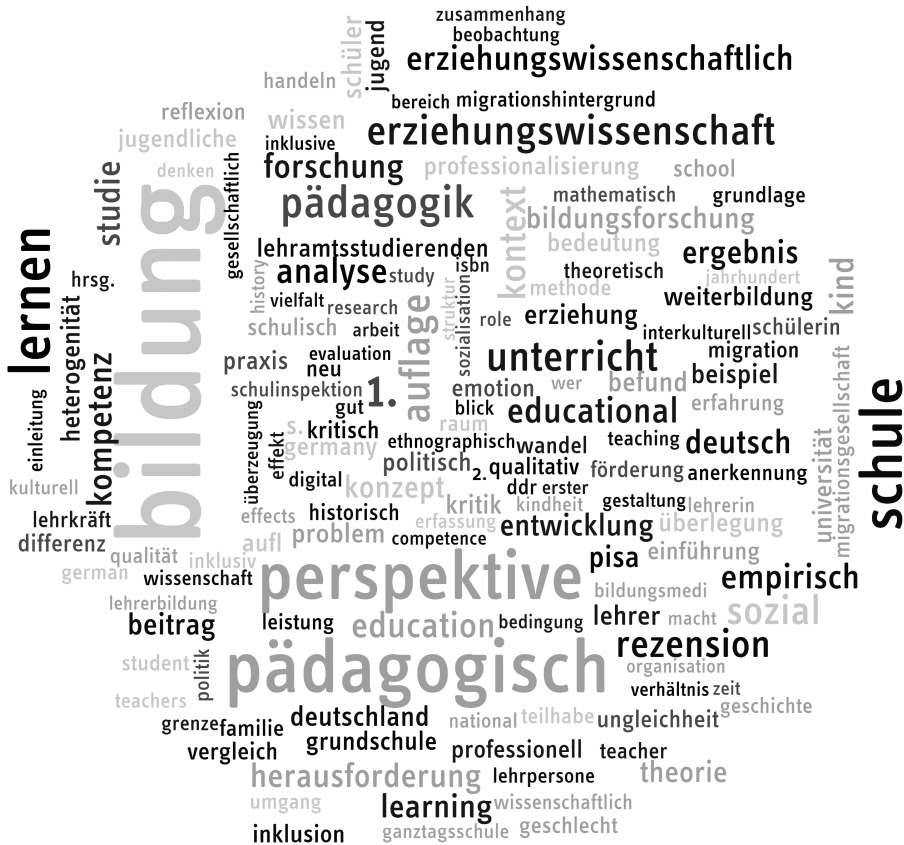 zusammenhang
beobachtung
erziehungswissenschaftlich
schüler
jugend
handeln
bereich
migrationshintergrund
reflexion
wissen
erziehungswissenschaft
jugendliche
inklusive
forschung
professionalisierung
school
denken
studie
gesellschaftlich
bildung
pädagogik
kontext
mathematisch
grundlage
bildungsforschung
bedeutung
lehramtsstudierenden
ergebnis
lernen
hrsg.
history
analyse
study
isbn
theoretisch
jahrhundert
kind
methode
weiterbildung
heterogenität
vielfalt
research
struktur
sozialisation
role
erziehung
schulisch
arbeit
auflage
interkulturell
schülerin
praxis
evaluation
neu
unterricht
migration
beispiel
kompetenz
schulinspektion
1.
emotion
wer
befund
einleitung
gut
blick
educational
erfahrung
migrationsgesellschaft
schule
überzeugung
effekt
s.
kritisch
raum
germany
ethnographisch
wandel
teaching
deutsch
universität
politisch
2.
qualitativ
förderung
anerkennung
kulturell
digital
konzept
ddr
erster
lehrkräft
effects
historisch
kritik
kindheit
gestaltung
lehrerin
erfassung
entwicklung
überlegung
differenz
aufl
problem
competence
qualität
inklusiv
pisa
einführung
german
wissenschaft
perspektive
empirisch
bildungsmedi
lehrerbildung
beitrag
leistung
education
bedingung
lehrer
macht
sozial
student
politik
pädagogisch
rezension
organisation
teachers
verhältnis
zeit
geschichte
grenze
familie
deutschland
national
teilhabe
ungleichheit
vergleich
grundschule
professionell
teacher
herausforderung
lehrpersone
theorie
umgang
learning
wissenschaftlich
inklusion
ganztagsschule
geschlecht